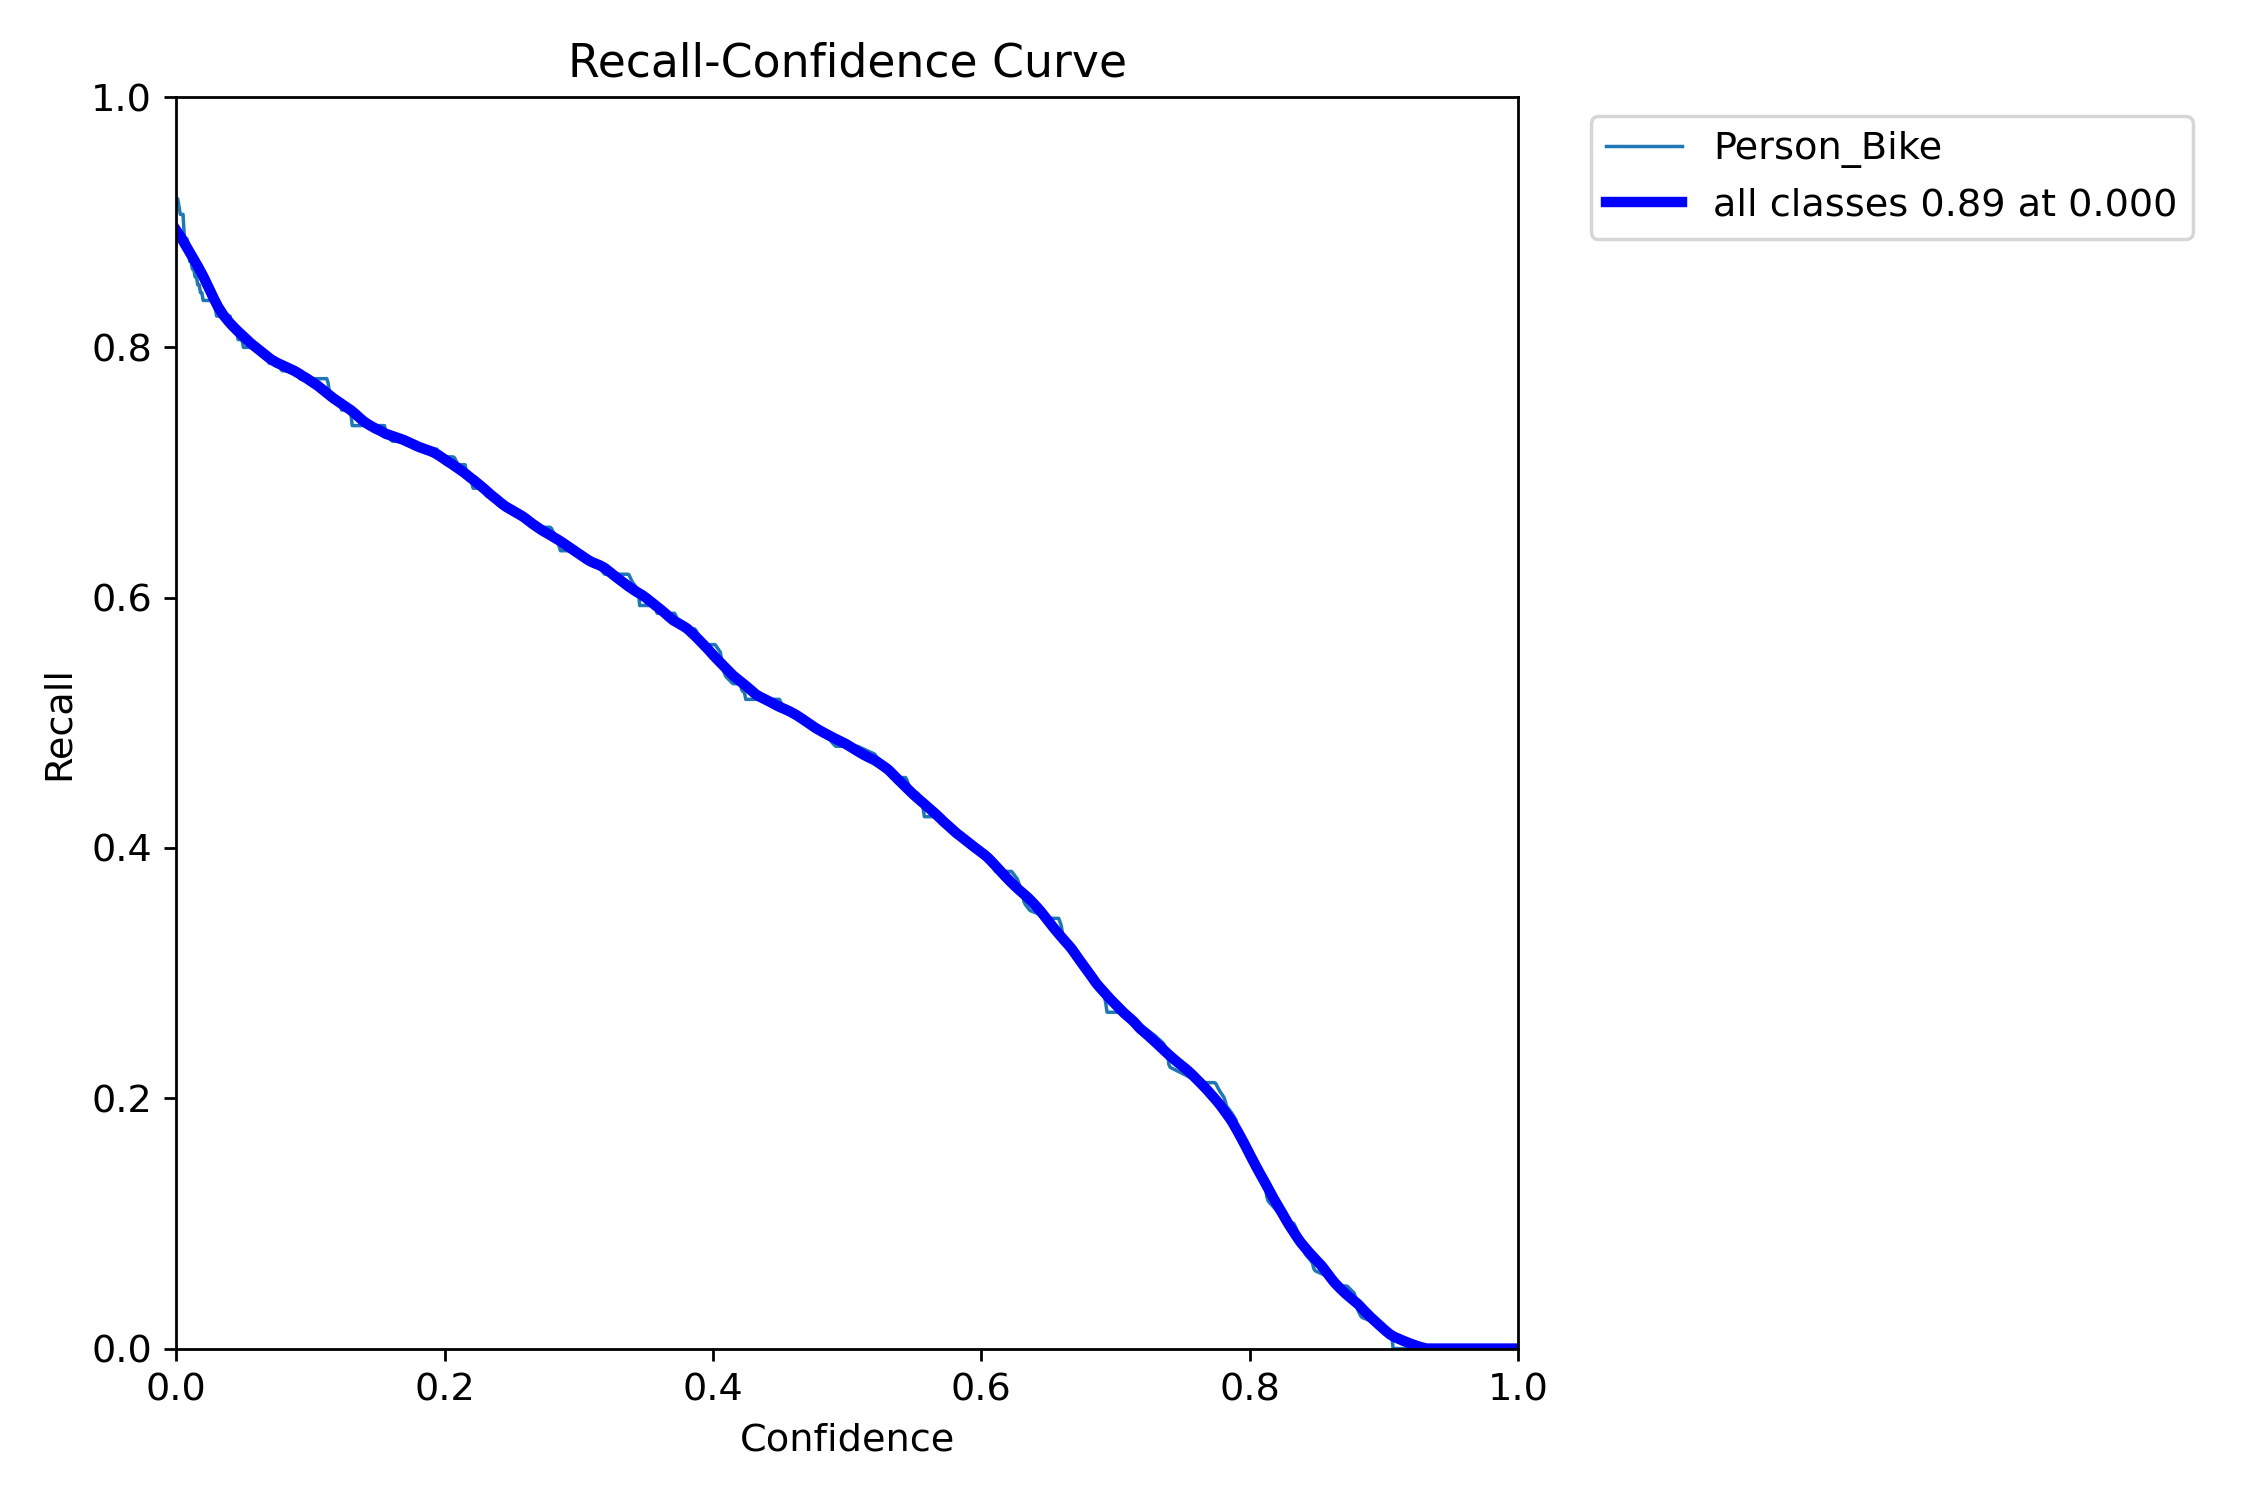 Recall-Confidence Curve
1.0
0.8
0.6
0.4
0.2
0.0
Recall
0.0 0.2 0.4 0.6 0.8 1.0
Confidence
Person_Bike
all classes 0.89 at 0.000